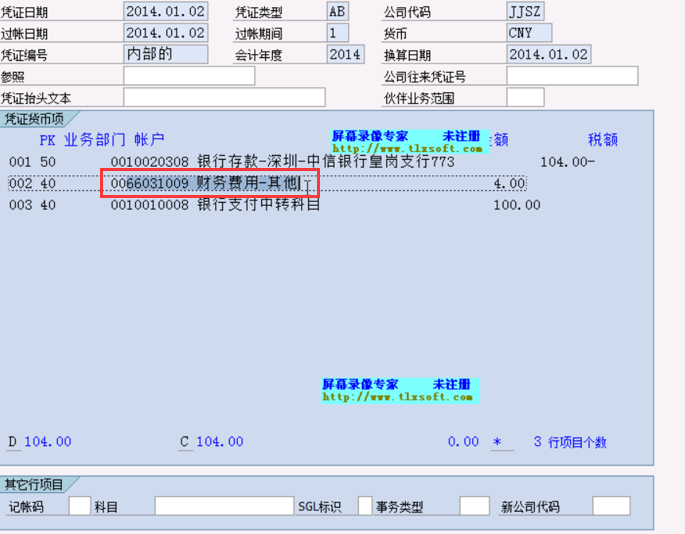 凭证日期 2014.01.02 凭证类型 AB 公司代码 JJSZ
过帐日期 2014.01.02 过帐期间 1 货币 CNY
凭证编号 内部的 会计年度 2014 换算日期 2014.01.02
参照 公司往来凭证号
凭证抬头文本 伙伴业务范围
凭证货币项
PK 业务部门 帐户 额 税额
屏幕录像专家 未注册
http://www.tlxsoft.com
001 50 0010020308 银行存款-深圳-中信银行皇岗支行773 104.00-
002 40 0066031009 财务费用-其他 4.00
003 40 0010010008 银行支付中转科目 100.00
屏幕录像专家 未注册
http://www.tlxsoft.com
D 104.00 C 104.00 0.00 * 3 行项目个数
其它行项目
记帐码 科目 SGL标识 事务类型 新公司代码